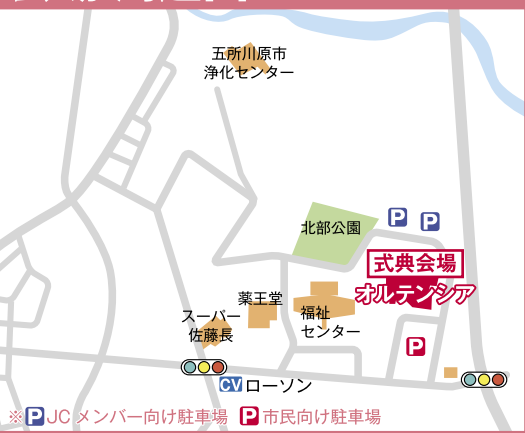 五所川原市
浄化センター
北部公園
P
P
式典会場
オルテンシア
薬王堂
福祉
センター
スーパー
佐藤長
P
CV ローソン
※P JC メンバー向け駐車場 P 市民向け駐車場